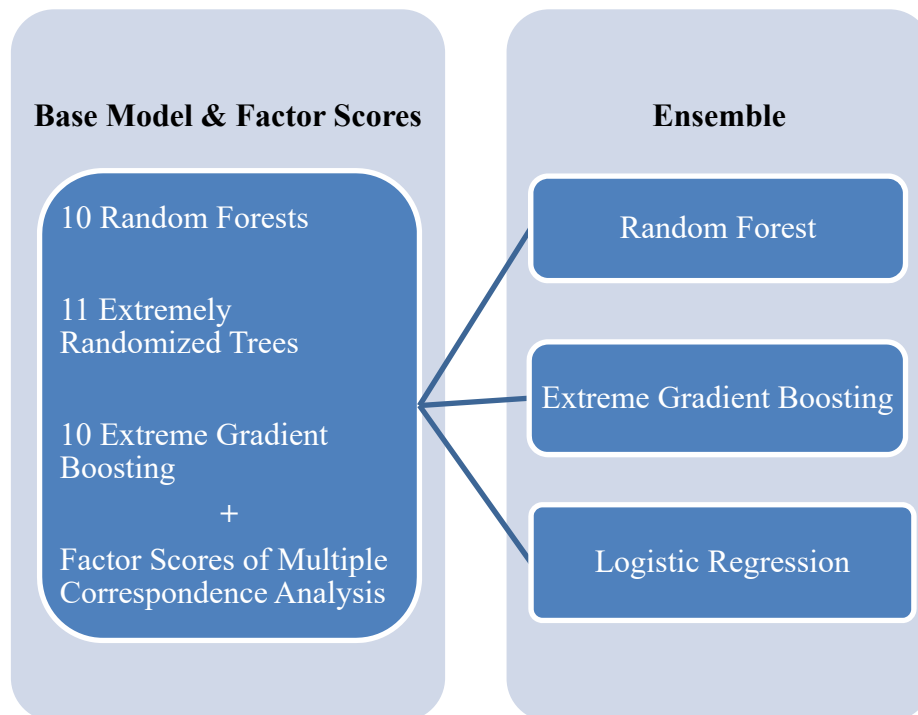 Base Model & Factor Scores
10 Random Forests
11 Extremely
Randomized Trees
10 Extreme Gradient
Boosting
+
Factor Scores of Multiple
Correspondence Analysis
Ensemble
Random Forest
Extreme Gradient Boosting
Logistic Regression